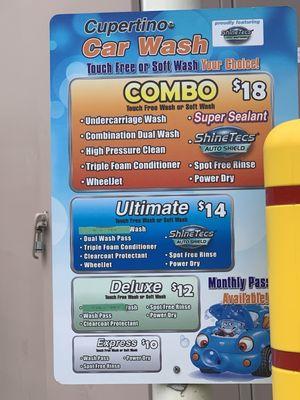 Cupertino
Car Wash
proudly featuring
ShineTecs
Touch Free or Soft Wash Your Choice!
COMBO $18
Touch Free Wash or Soft Wash
• Undercarriage Wash
• Combination Dual Wash
• High Pressure Clean
• Triple Foam Conditioner
• WheelJet
• Super Sealant
ShineTecs
AUTO SHIELD
• Spot Free Rinse
• Power Dry
Ultimate $14
Touch Free Wash or Soft Wash
Wash
• Dual Wash Pass
• Triple Foam Conditioner
• Clearcoat Protectant
• WheelJet
ShineTecs
AUTO SHIELD
• Spot Free Rinse
• Power Dry
Deluxe $12
Touch Free Wash or Soft Wash
Wash
• Wash Pass
• Clearcoat Protectant
• Spot Free Rinse
• Power Dry
Monthly Pass
Available!
Express $10
Touch Free Wash or Soft Wash
• Wash Pass
• Spot Free Rinse
• Power Dry